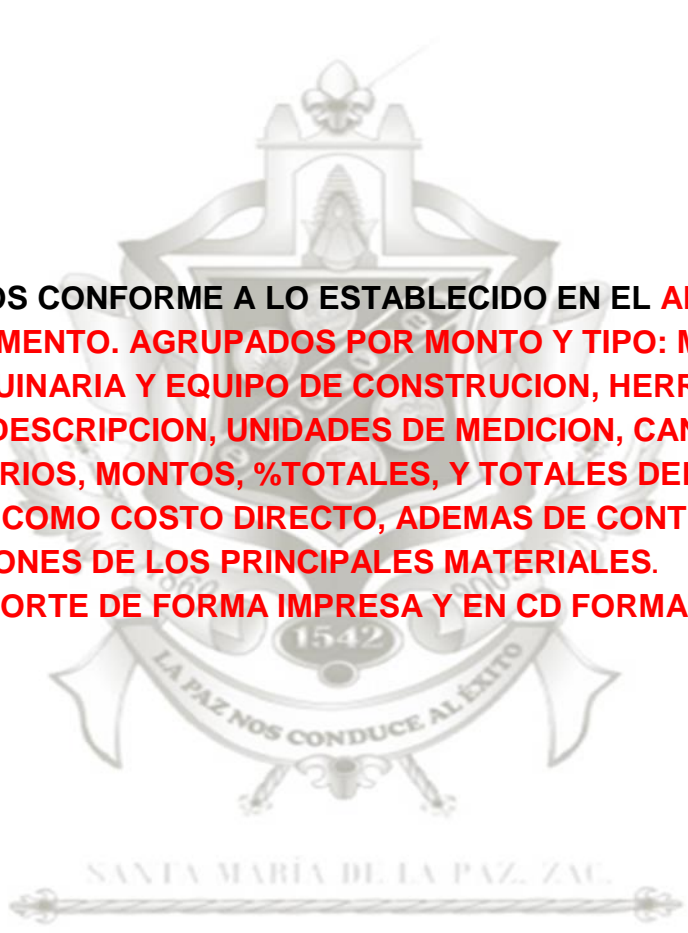 OS CONFORME A LO ESTABLECIDO EN EL
MENTO. AGRUPADOS POR MONTO Y TIPO:
UINARIA Y EQUIPO DE CONSTRUCION, HERR
DESCRIPCION, UNIDADES DE MEDICION, CAN
RIOS, MONTOS, %TOTALES, Y TOTALES DE
COMO COSTO DIRECTO, ADEMAS DE CONT
ONES DE LOS PRINCIPALES MATERIALES.
ORTE DE FORMA IMPRESA Y EN CD FORMA
1542
LA PAZ NOS CONDUCE AL ÉXITO
SANTA MARÍA DE LA PAZ, ZAC.